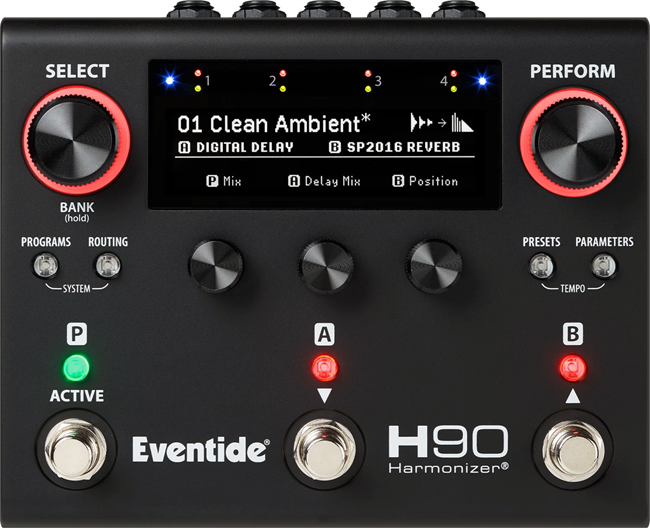 SELECT
PERFORM
1 2 3 4
01 Clean Ambient*
A DIGITAL DELAY B SP2016 REVERB
P Mix A Delay Mix B Position
BANK
(hold)
PROGRAMS ROUTING
SYSTEM
PRESETS PARAMETERS
TEMPO
P A B
ACTIVE
Eventide®
H90
Harmonizer®